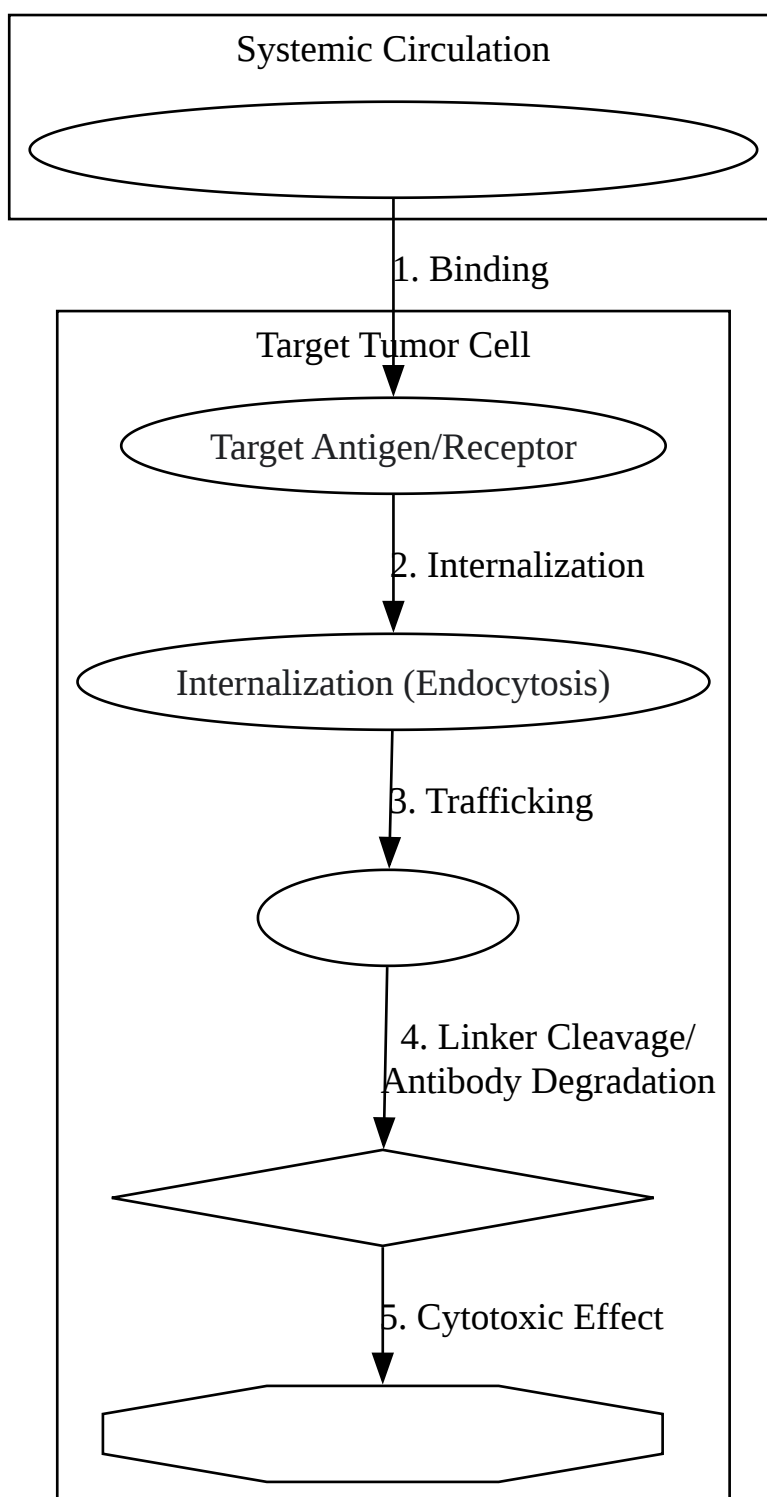 Systemic Circulation
1. Binding
Target Tumor Cell
Target Antigen/Receptor
2. Internalization
Internalization (Endocytosis)
3. Trafficking
4. Linker Cleavage/
Antibody Degradation
5. Cytotoxic Effect